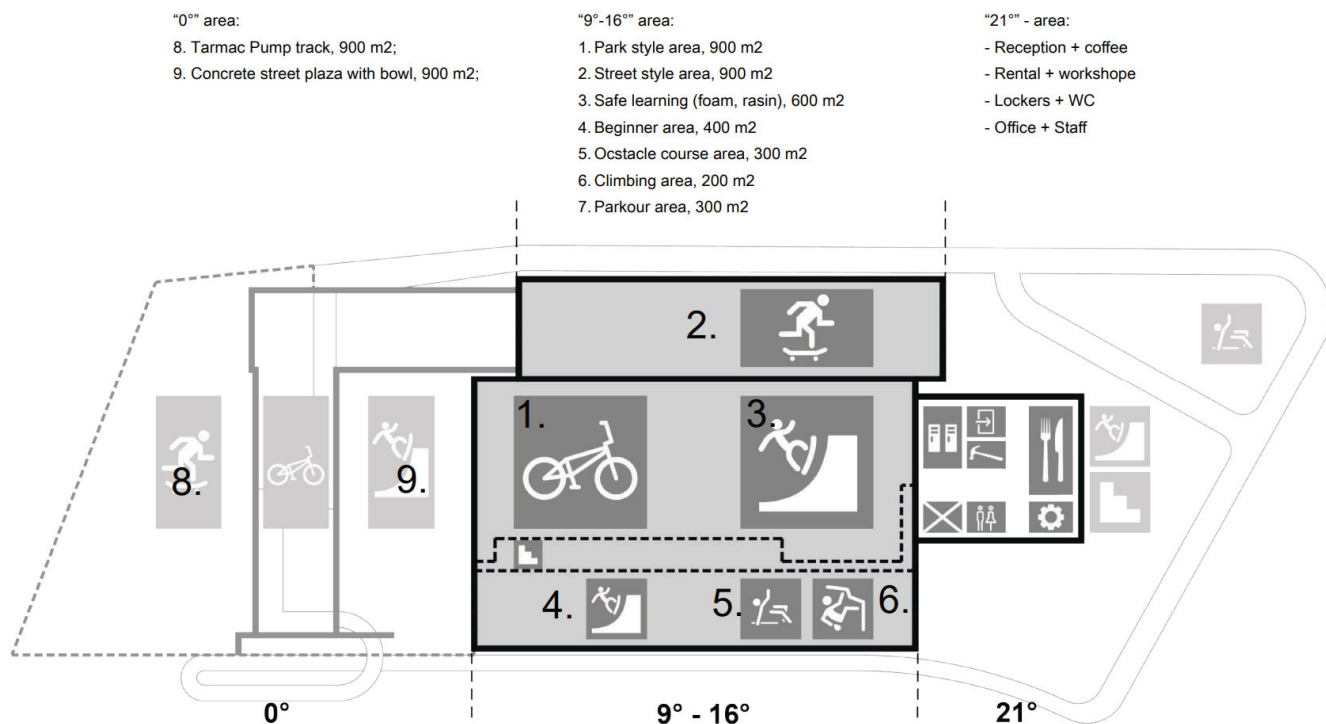 “0°” area:
8. Tarmac Pump track, 900 m2;
9. Concrete street plaza with bowl, 900 m2;
“9°-16°” area:
1. Park style area, 900 m2
2. Street style area, 900 m2
3. Safe learning (foam, rasin), 600 m2
4. Beginner area, 400 m2
5. Ocstacle course area, 300 m2
6. Climbing area, 200 m2
7. Parkour area, 300 m2
“21°” - area:
- Reception + coffee
- Rental + workshope
- Lockers + WC
- Office + Staff
2.
1.
3.
8.
9.
4.
5.
6.
0°
9° - 16°
21°